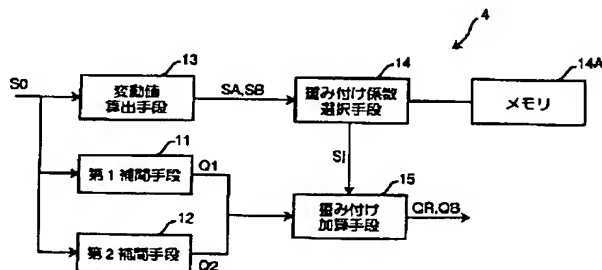 4
13
14
14A
S0
変動値
算出手段
SA,SB
重み付け係数
選択手段
メモリ
11
SI
第1補間手段
Q1
15
12
重み付け
加算手段
QR,QB
第2補間手段
Q2